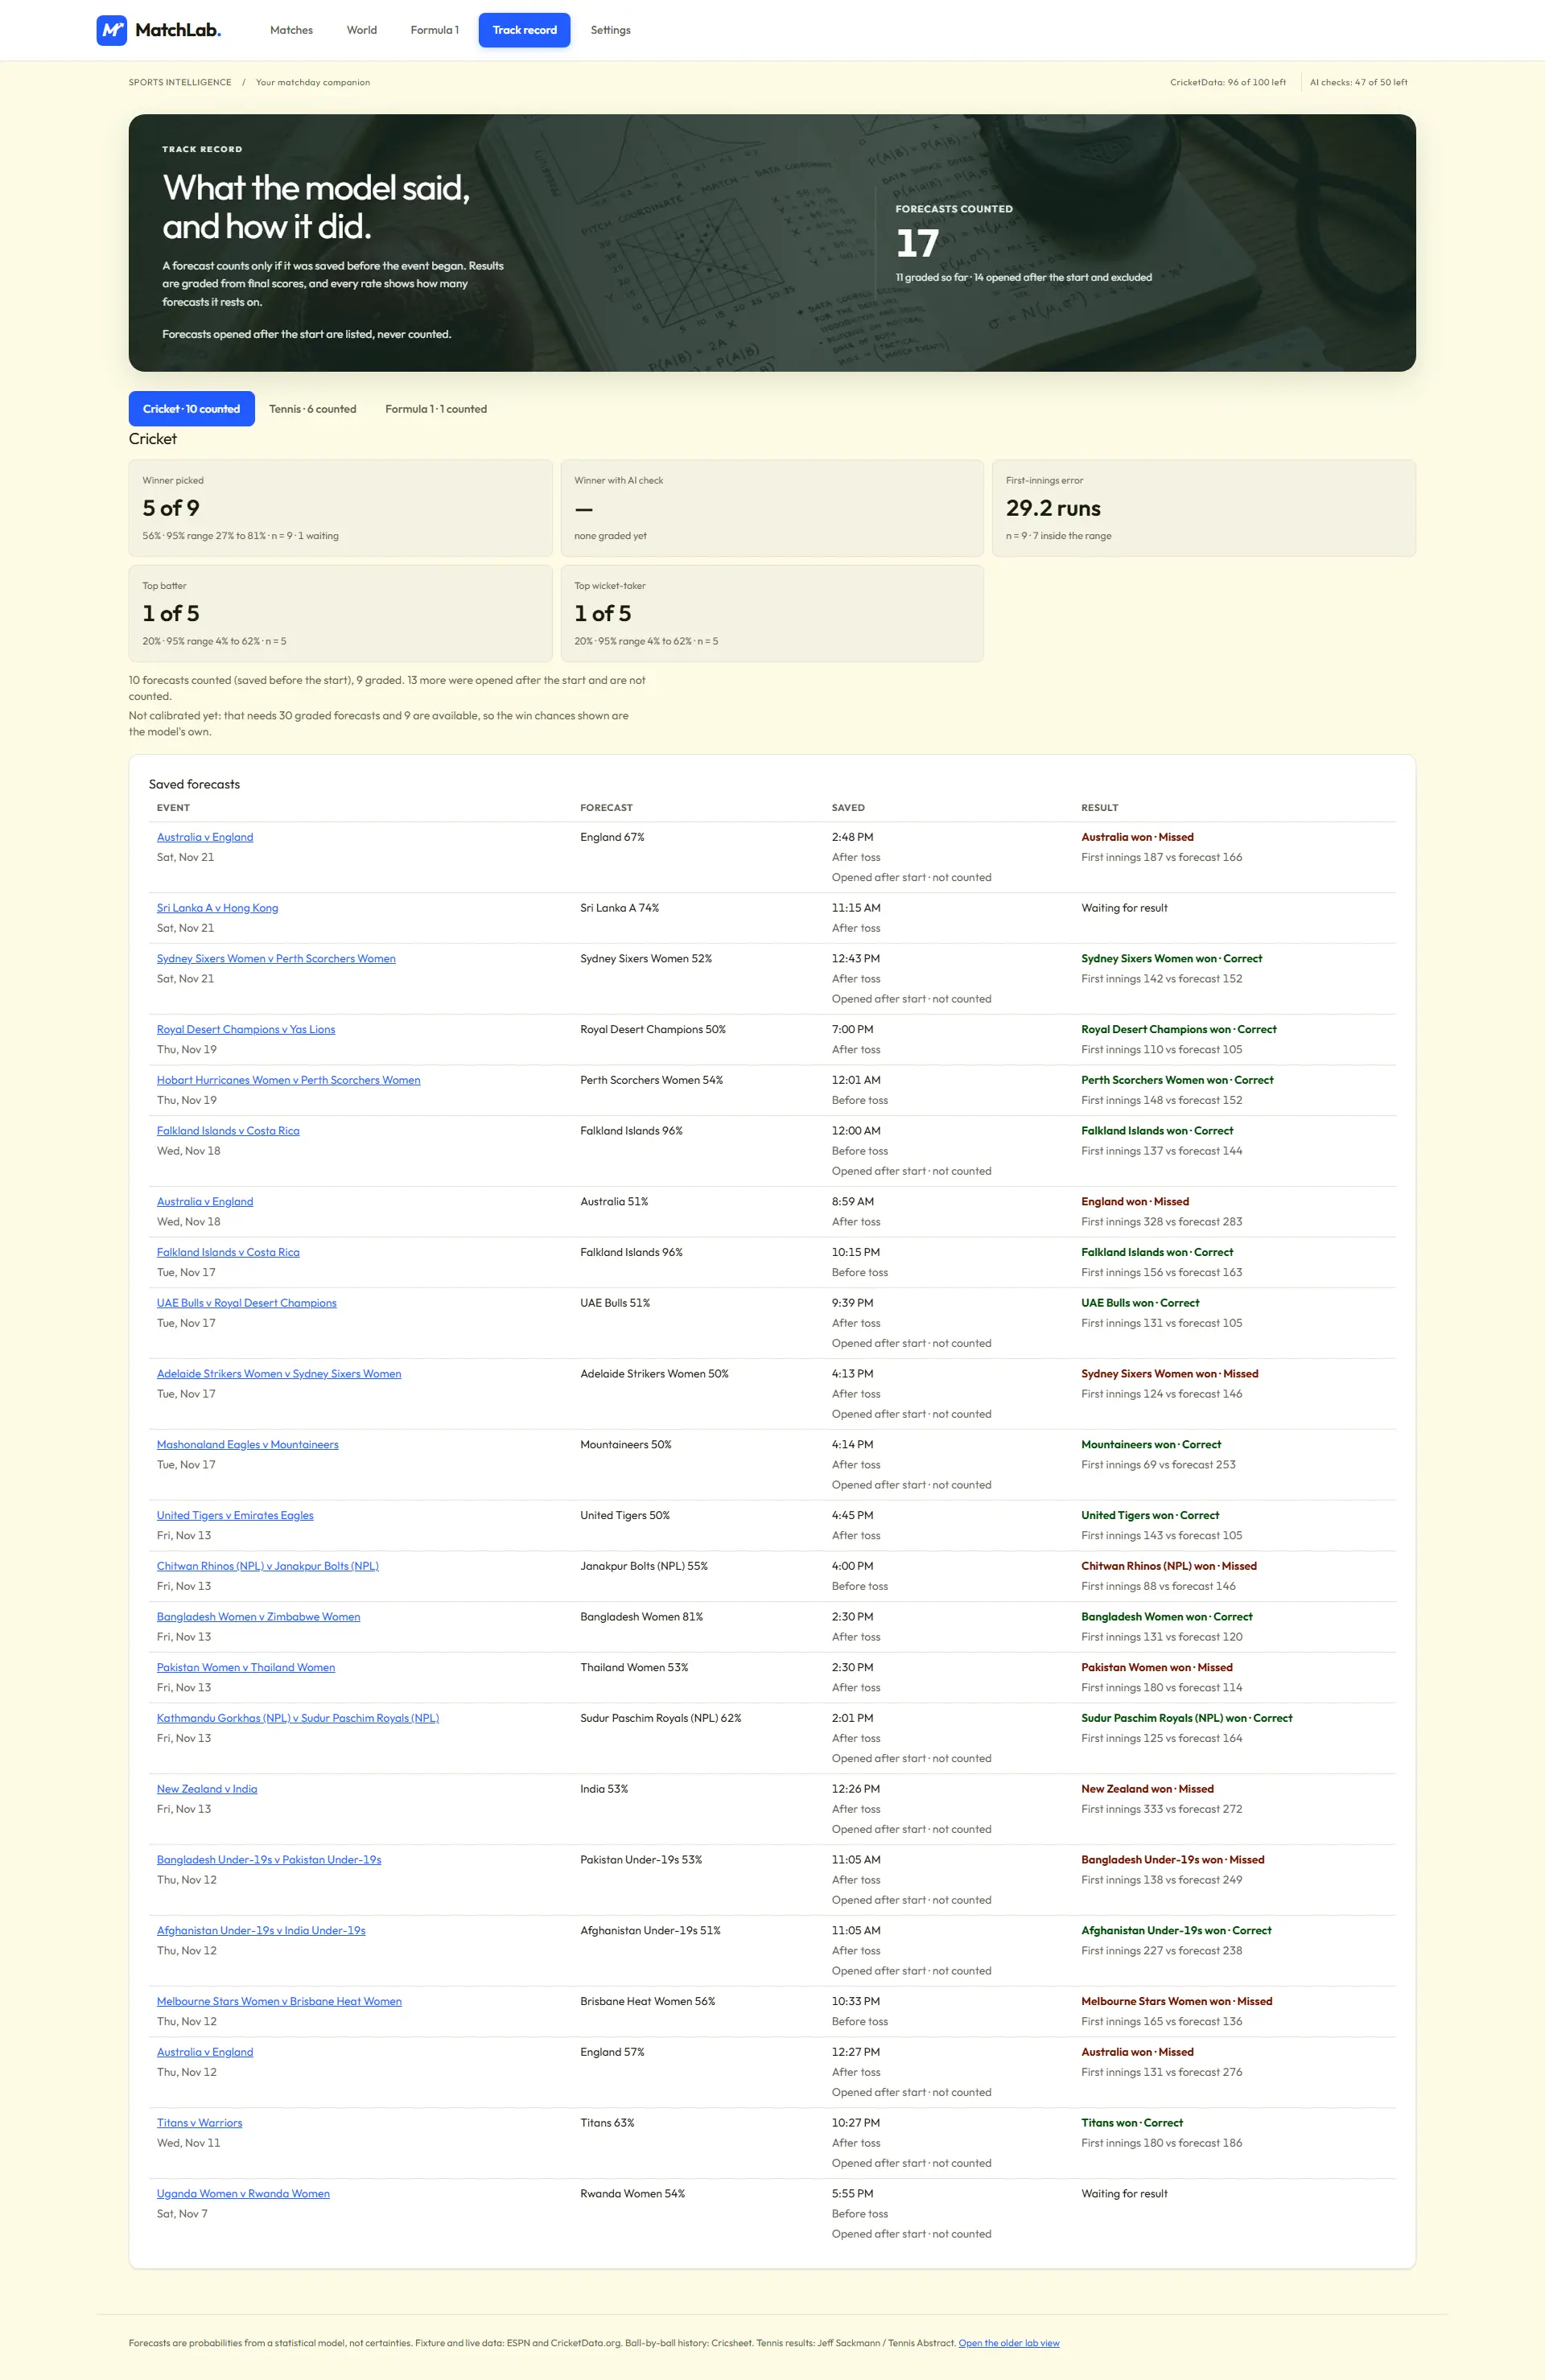 MatchLab.
Matches
World
Formula 1
Track record
Settings
SPORTS INTELLIGENCE / Your matchday companion
CricketData: 96 of 100 left
AI checks: 47 of 50 left
TRACK RECORD
What the model said,
and how it did.
A forecast counts only if it was saved before the event began. Results
are graded from final scores, and every rate shows how many
forecasts it rests on.
Forecasts opened after the start are listed, never counted.
FORECASTS COUNTED
17
11 graded so far · 14 opened after the start and excluded
Cricket · 10 counted
Tennis · 6 counted
Formula 1 · 1 counted
Cricket
Winner picked
5 of 9
56% · 95% range 27% to 81% · n = 9 · 1 waiting
Winner with AI check
—
none graded yet
First-innings error
29.2 runs
n = 9 · 7 inside the range
Top batter
1 of 5
20% · 95% range 4% to 62% · n = 5
Top wicket-taker
1 of 5
20% · 95% range 4% to 62% · n = 5
10 forecasts counted (saved before the start), 9 graded. 13 more were opened after the start and are not
counted.
Not calibrated yet: that needs 30 graded forecasts and 9 are available, so the win chances shown are
the model's own.
Saved forecasts
EVENT FORECAST SAVED RESULT
Australia v England England 67% 2:48 PM Australia won · Missed
Sat, Nov 21 After toss First innings 187 vs forecast 166
Opened after start · not counted
Sri Lanka A v Hong Kong Sri Lanka A 74% 11:15 AM Waiting for result
Sat, Nov 21 After toss
Sydney Sixers Women v Perth Scorchers Women Sydney Sixers Women 52% 12:43 PM Sydney Sixers Women won · Correct
Sat, Nov 21 After toss First innings 142 vs forecast 152
Opened after start · not counted
Royal Desert Champions v Yas Lions Royal Desert Champions 50% 7:00 PM Royal Desert Champions won · Correct
Thu, Nov 19 After toss First innings 110 vs forecast 105
Hobart Hurricanes Women v Perth Scorchers Women Perth Scorchers Women 54% 12:01 AM Perth Scorchers Women won · Correct
Thu, Nov 19 Before toss First innings 148 vs forecast 152
Falkland Islands v Costa Rica Falkland Islands 96% 12:00 AM Falkland Islands won · Correct
Wed, Nov 18 Before toss First innings 137 vs forecast 144
Opened after start · not counted
Australia v England Australia 51% 8:59 AM England won · Missed
Wed, Nov 18 After toss First innings 328 vs forecast 283
Falkland Islands v Costa Rica Falkland Islands 96% 10:15 PM Falkland Islands won · Correct
Tue, Nov 17 Before toss First innings 156 vs forecast 163
UAE Bulls v Royal Desert Champions UAE Bulls 51% 9:39 PM UAE Bulls won · Correct
Tue, Nov 17 After toss First innings 131 vs forecast 105
Opened after start · not counted
Adelaide Strikers Women v Sydney Sixers Women Adelaide Strikers Women 50% 4:13 PM Sydney Sixers Women won · Missed
Tue, Nov 17 After toss First innings 124 vs forecast 146
Opened after start · not counted
Mashonaland Eagles v Mountaineers Mountaineers 50% 4:14 PM Mountaineers won · Correct
Tue, Nov 17 After toss First innings 69 vs forecast 253
Opened after start · not counted
United Tigers v Emirates Eagles United Tigers 50% 4:45 PM United Tigers won · Correct
Fri, Nov 13 After toss First innings 143 vs forecast 105
Chitwan Rhinos (NPL) v Janakpur Bolts (NPL) Janakpur Bolts (NPL) 55% 4:00 PM Chitwan Rhinos (NPL) won · Missed
Fri, Nov 13 Before toss First innings 88 vs forecast 146
Bangladesh Women v Zimbabwe Women Bangladesh Women 81% 2:30 PM Bangladesh Women won · Correct
Fri, Nov 13 After toss First innings 131 vs forecast 120
Pakistan Women v Thailand Women Thailand Women 53% 2:30 PM Pakistan Women won · Missed
Fri, Nov 13 After toss First innings 180 vs forecast 114
Kathmandu Gorkhas (NPL) v Sudur Paschim Royals (NPL) Sudur Paschim Royals (NPL) 62% 2:01 PM Sudur Paschim Royals (NPL) won · Correct
Fri, Nov 13 After toss First innings 125 vs forecast 164
Opened after start · not counted
New Zealand v India India 53% 12:26 PM New Zealand won · Missed
Fri, Nov 13 After toss First innings 333 vs forecast 272
Opened after start · not counted
Bangladesh Under-19s v Pakistan Under-19s Pakistan Under-19s 53% 11:05 AM Bangladesh Under-19s won · Missed
Thu, Nov 12 After toss First innings 138 vs forecast 249
Opened after start · not counted
Afghanistan Under-19s v India Under-19s Afghanistan Under-19s 51% 11:05 AM Afghanistan Under-19s won · Correct
Thu, Nov 12 After toss First innings 227 vs forecast 238
Opened after start · not counted
Melbourne Stars Women v Brisbane Heat Women Brisbane Heat Women 56% 10:33 PM Melbourne Stars Women won · Missed
Thu, Nov 12 Before toss First innings 165 vs forecast 136
Australia v England England 57% 12:27 PM Australia won · Missed
Thu, Nov 12 After toss First innings 131 vs forecast 276
Opened after start · not counted
Titans v Warriors Titans 63% 10:27 PM Titans won · Correct
Wed, Nov 11 After toss First innings 180 vs forecast 186
Opened after start · not counted
Uganda Women v Rwanda Women Rwanda Women 54% 5:55 PM Waiting for result
Sat, Nov 7 Before toss
Opened after start · not counted
Forecasts are probabilities from a statistical model, not certainties. Fixture and live data: ESPN and CricketData.org. Ball-by-ball history: Cricsheet. Tennis results: Jeff Sackmann / Tennis Abstract. Open the older lab view